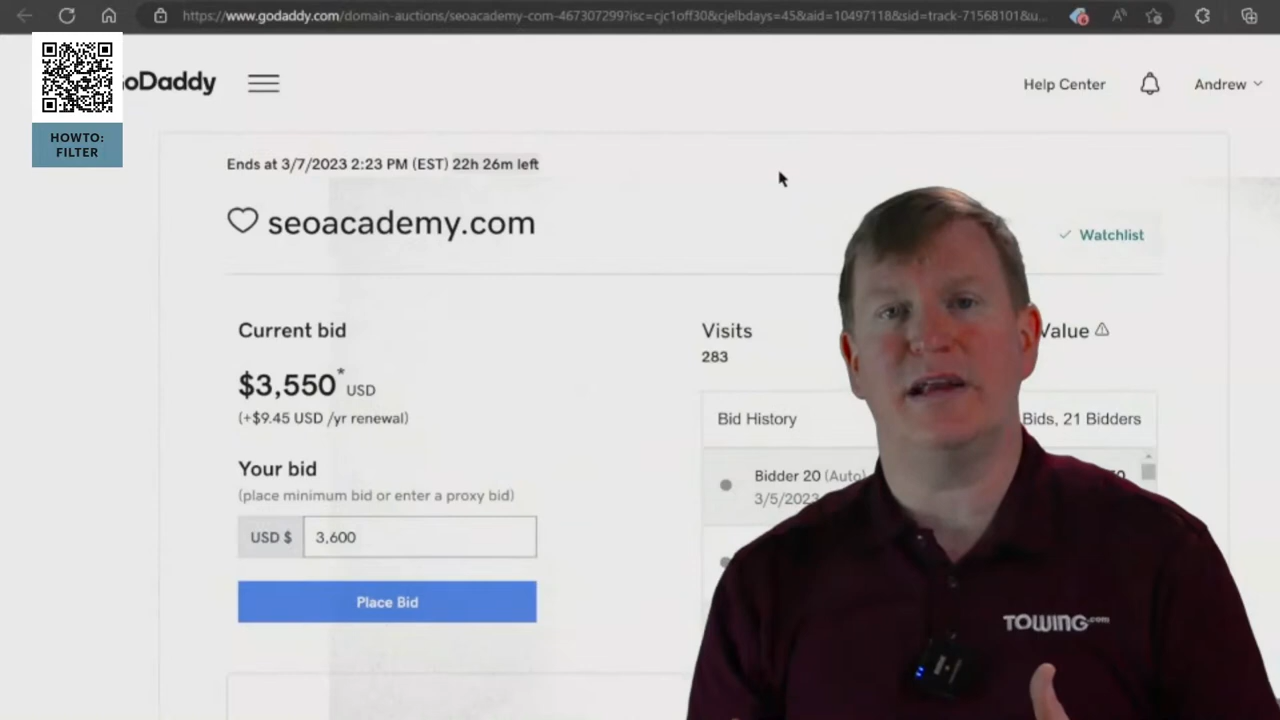 https://www.godaddy.com/domain-auctions/seoacademy-com-467307299?isc=cjc1off30&cjelbdays=45&aid=10497118&sid=track-71568101&u...
GoDaddy
Help Center
Andrew
HOWTO:
FILTER
Ends at 3/7/2023 2:23 PM (EST) 22h 26m left
seoacademy.com
Watchlist
Current bid
Visits
Value
283
$3,550* USD
(+$9.45 USD /yr renewal)
Bid History
Bids, 21 Bidders
Your bid
(place minimum bid or enter a proxy bid)
Bidder 20 (Auto)
3/5/2023
USD $ 3,600
Place Bid
TOWING.com